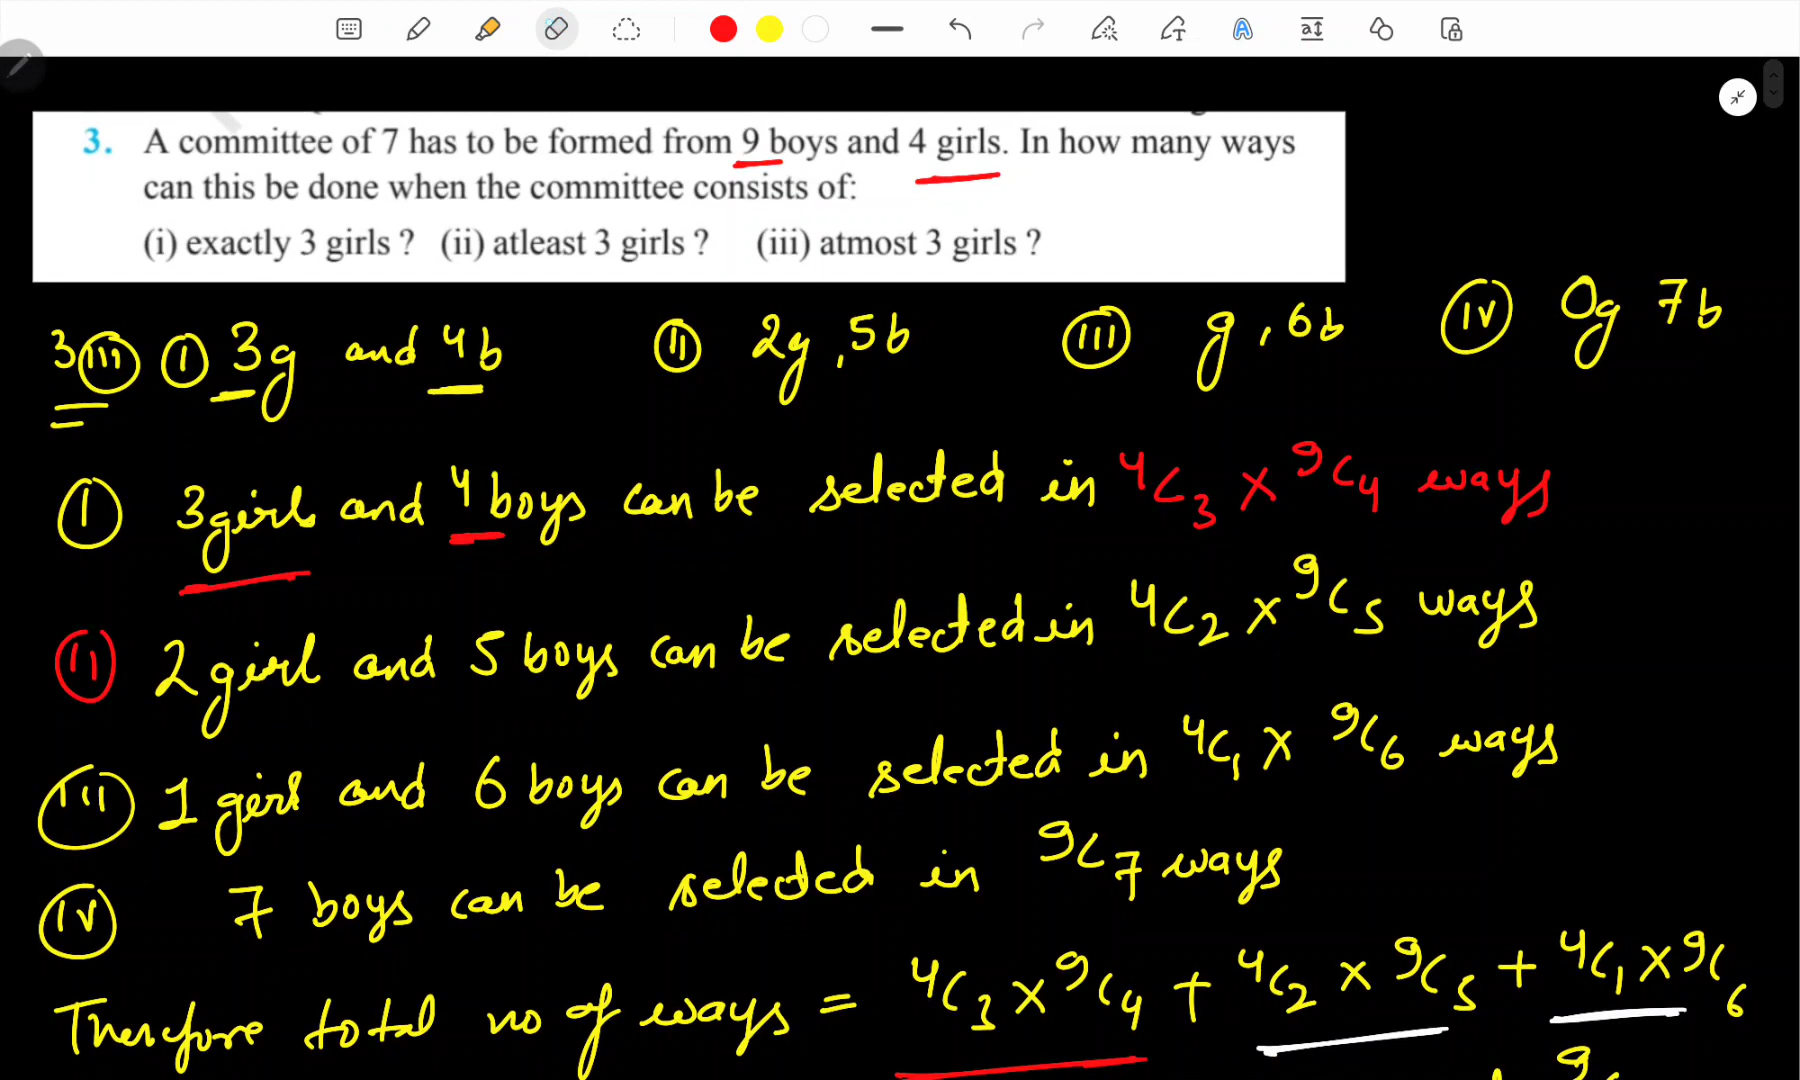 3. A committee of 7 has to be formed from 9 boys and 4 girls. In how many ways
can this be done when the committee consists of:
(i) exactly 3 girls ? (ii) atleast 3 girls ? (iii) atmost 3 girls ?
3(iii) (i) 3g and 4b (ii) 2g, 5b (iii) g, 6b (iv) 0g 7b
(i) 3girls and 4 boys can be selected in ⁴C₃ × ⁹C₄ ways
(ii) 2 girl and 5 boys can be selected in ⁴C₂ × ⁹C₅ ways
(iii) 1 girl and 6 boys can be selected in ⁴C₁ × ⁹C₆ ways
(iv) 7 boys can be selected in ⁹C₇ ways
Therefore total no of ways = ⁴C₃ × ⁹C₄ + ⁴C₂ × ⁹C₅ + ⁴C₁ × ⁹C₆